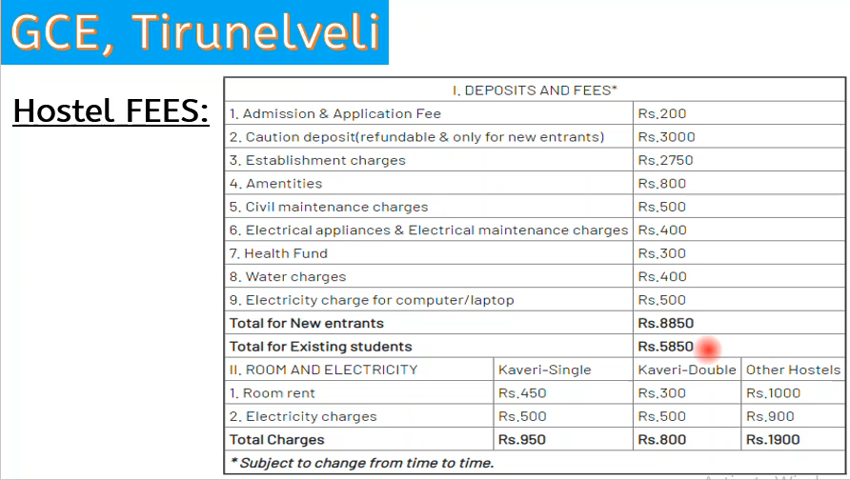 GCE, Tirunelveli
Hostel FEES:
I. DEPOSITS AND FEES*
1. Admission & Application Fee Rs.200
2. Caution deposit(refundable & only for new entrants) Rs.3000
3. Establishment charges Rs.2750
4. Amentities Rs.800
5. Civil maintenance charges Rs.500
6. Electrical appliances & Electrical maintenance charges Rs.400
7. Health Fund Rs.300
8. Water charges Rs.400
9. Electricity charge for computer/laptop Rs.500
Total for New entrants Rs.8850
Total for Existing students Rs.5850
II. ROOM AND ELECTRICITY Kaveri-Single Kaveri-Double Other Hostels
1. Room rent Rs.450 Rs.300 Rs.1000
2. Electricity charges Rs.500 Rs.500 Rs.900
Total Charges Rs.950 Rs.800 Rs.1900
* Subject to change from time to time.